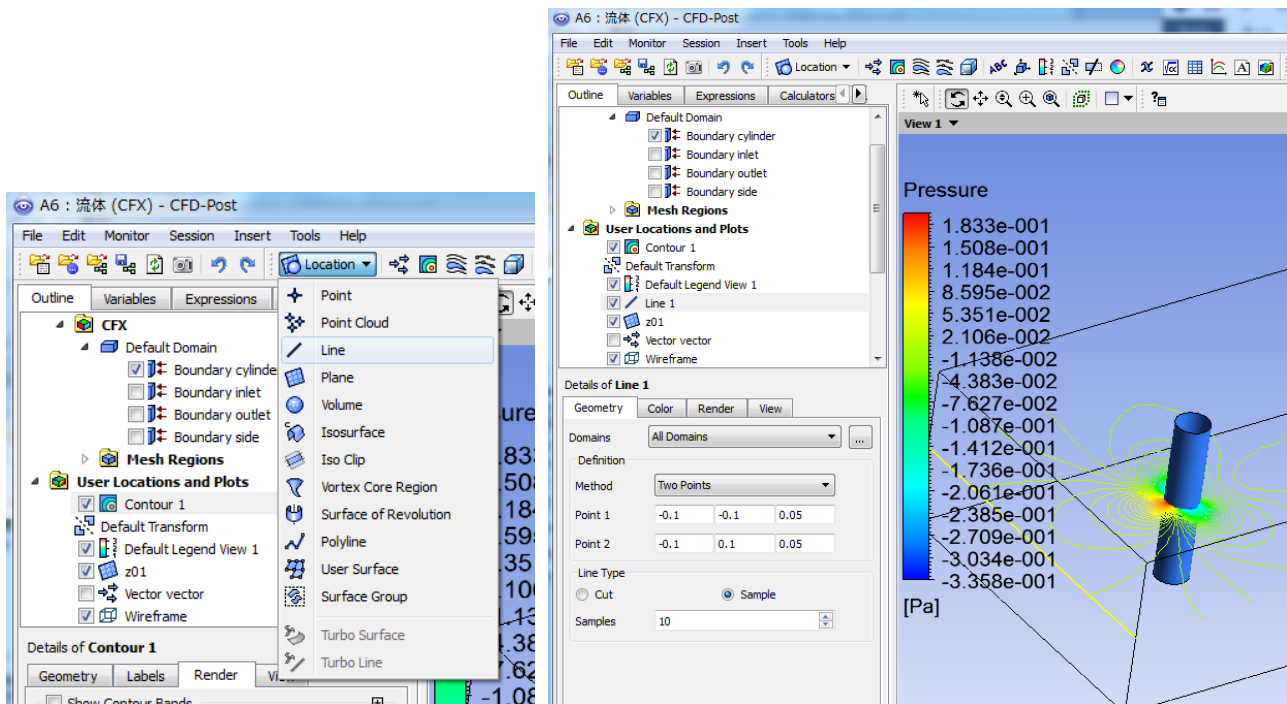 A6 : 流体 (CFX) - CFD-Post
File Edit Monitor Session Insert Tools Help
Location
Outline Variables Expressions
CFX
Default Domain
Boundary cylinde
Boundary inlet
Boundary outlet
Boundary side
Mesh Regions
User Locations and Plots
Contour 1
Default Transform
Default Legend View 1
z01
Vector vector
Wireframe
Details of Contour 1
Geometry Labels Render
Show Contour Bands
Point
Point Cloud
Line
Plane
Volume
Isosurface
Iso Clip
Vortex Core Region
Surface of Revolution
Polyline
User Surface
Surface Group
Turbo Surface
Turbo Line
A6 : 流体 (CFX) - CFD-Post
File Edit Monitor Session Insert Tools Help
Location
Outline Variables Expressions Calculators
Default Domain
Boundary cylinder
Boundary inlet
Boundary outlet
Boundary side
Mesh Regions
User Locations and Plots
Contour 1
Default Transform
Default Legend View 1
Line 1
z01
Vector vector
Wireframe
Details of Line 1
Geometry Color Render View
Domains All Domains ...
Definition
Method Two Points
Point 1 -0.1 -0.1 0.05
Point 2 -0.1 0.1 0.05
Line Type
Cut Sample
Samples 10
View 1
Pressure
1.833e-001
1.508e-001
1.184e-001
8.595e-002
5.351e-002
2.106e-002
-1.138e-002
-4.383e-002
-7.627e-002
-1.087e-001
-1.412e-001
-1.736e-001
-2.061e-001
-2.385e-001
-2.709e-001
-3.034e-001
-3.358e-001
[Pa]